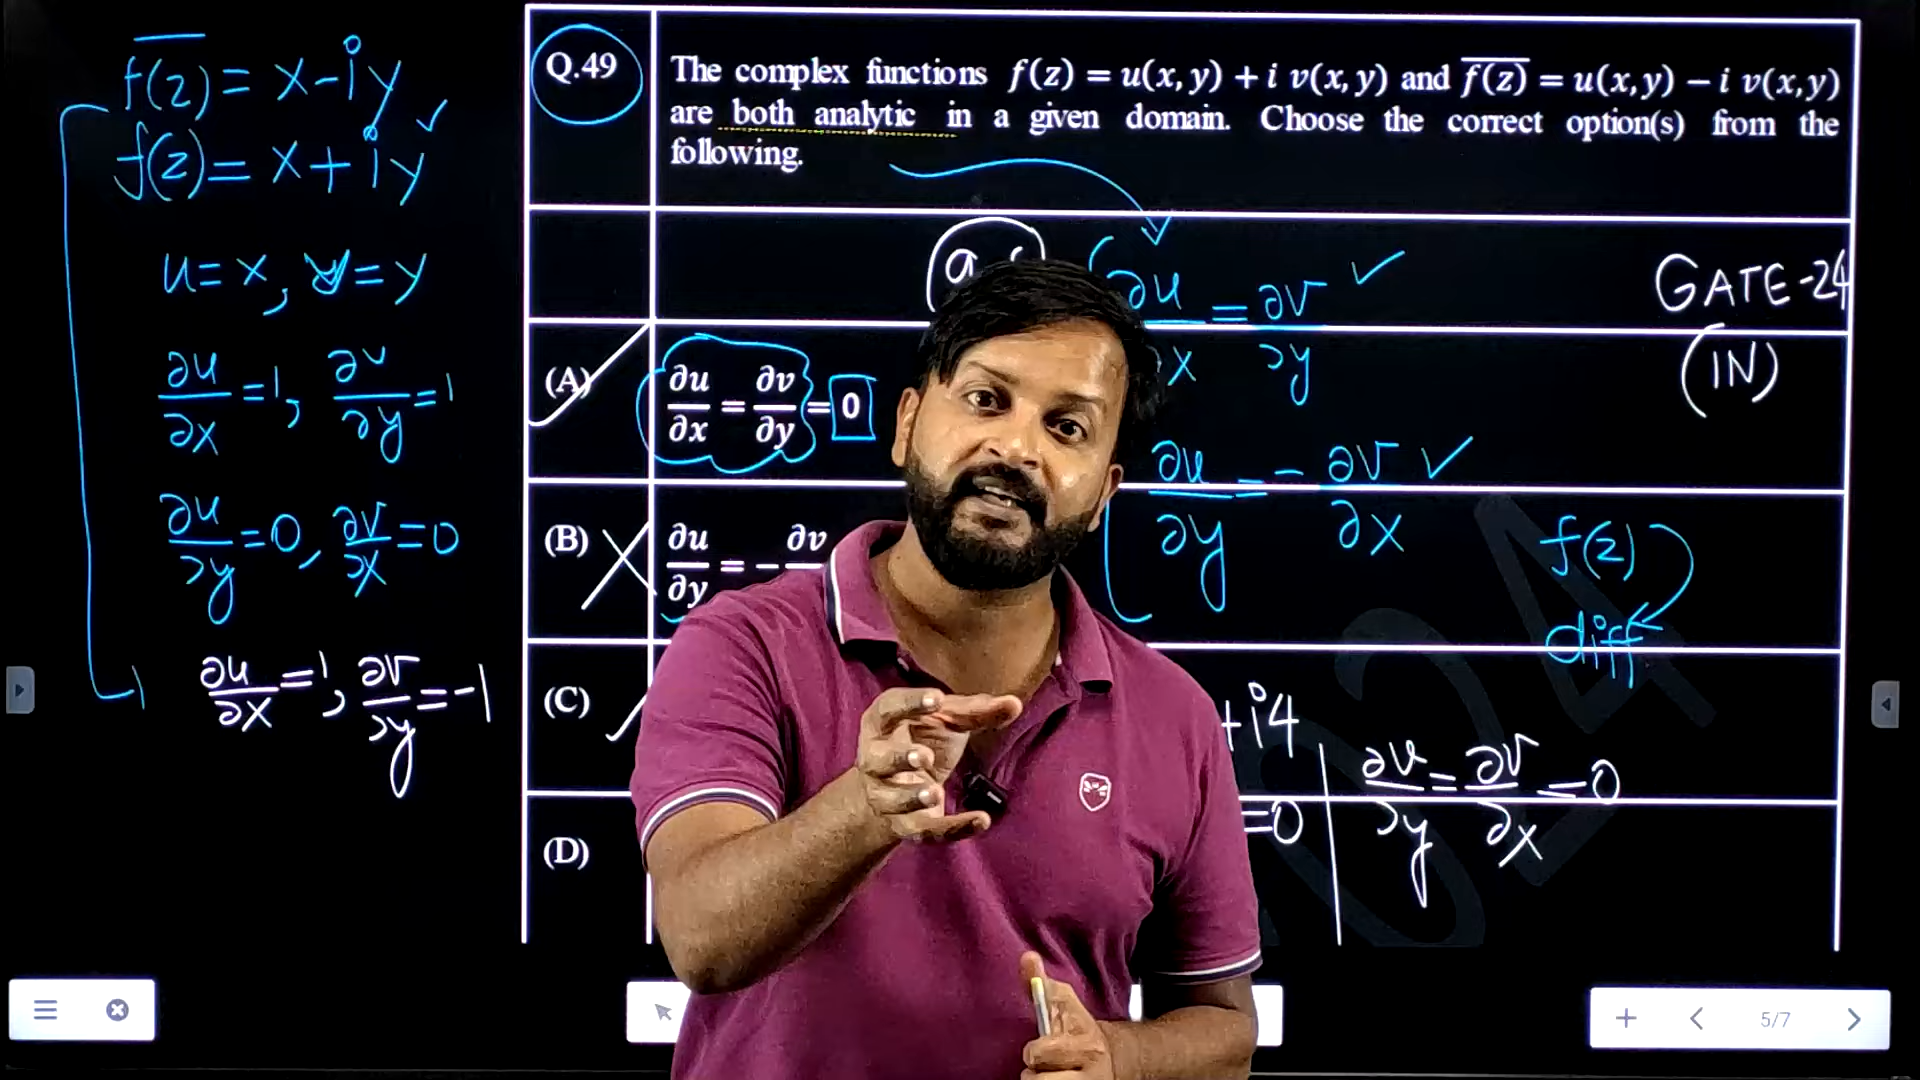 f(z) = x-iy
f(z) = x+iy ✓
u = x, v = y
∂u/∂x = 1, ∂v/∂y = 1
∂u/∂y = 0, ∂v/∂x = 0
∂u/∂x = 1, ∂v/∂y = -1
Q.49
The complex functions f(z) = u(x, y) + i v(x, y) and f(z)‾ = u(x,y) − i v(x,y)
are both analytic in a given domain. Choose the correct option(s) from the
following.
∂u/∂x = ∂v/∂y ✓
GATE-24
(IN)
(A) ∂u/∂x = ∂v/∂y = 0
∂u/∂y = -∂v/∂x ✓
(B) ∂u/∂y = −∂v
f(z)
diff
(C)
+i4
=0
∂u/∂y = ∂v/∂x = 0
(D)
5/7